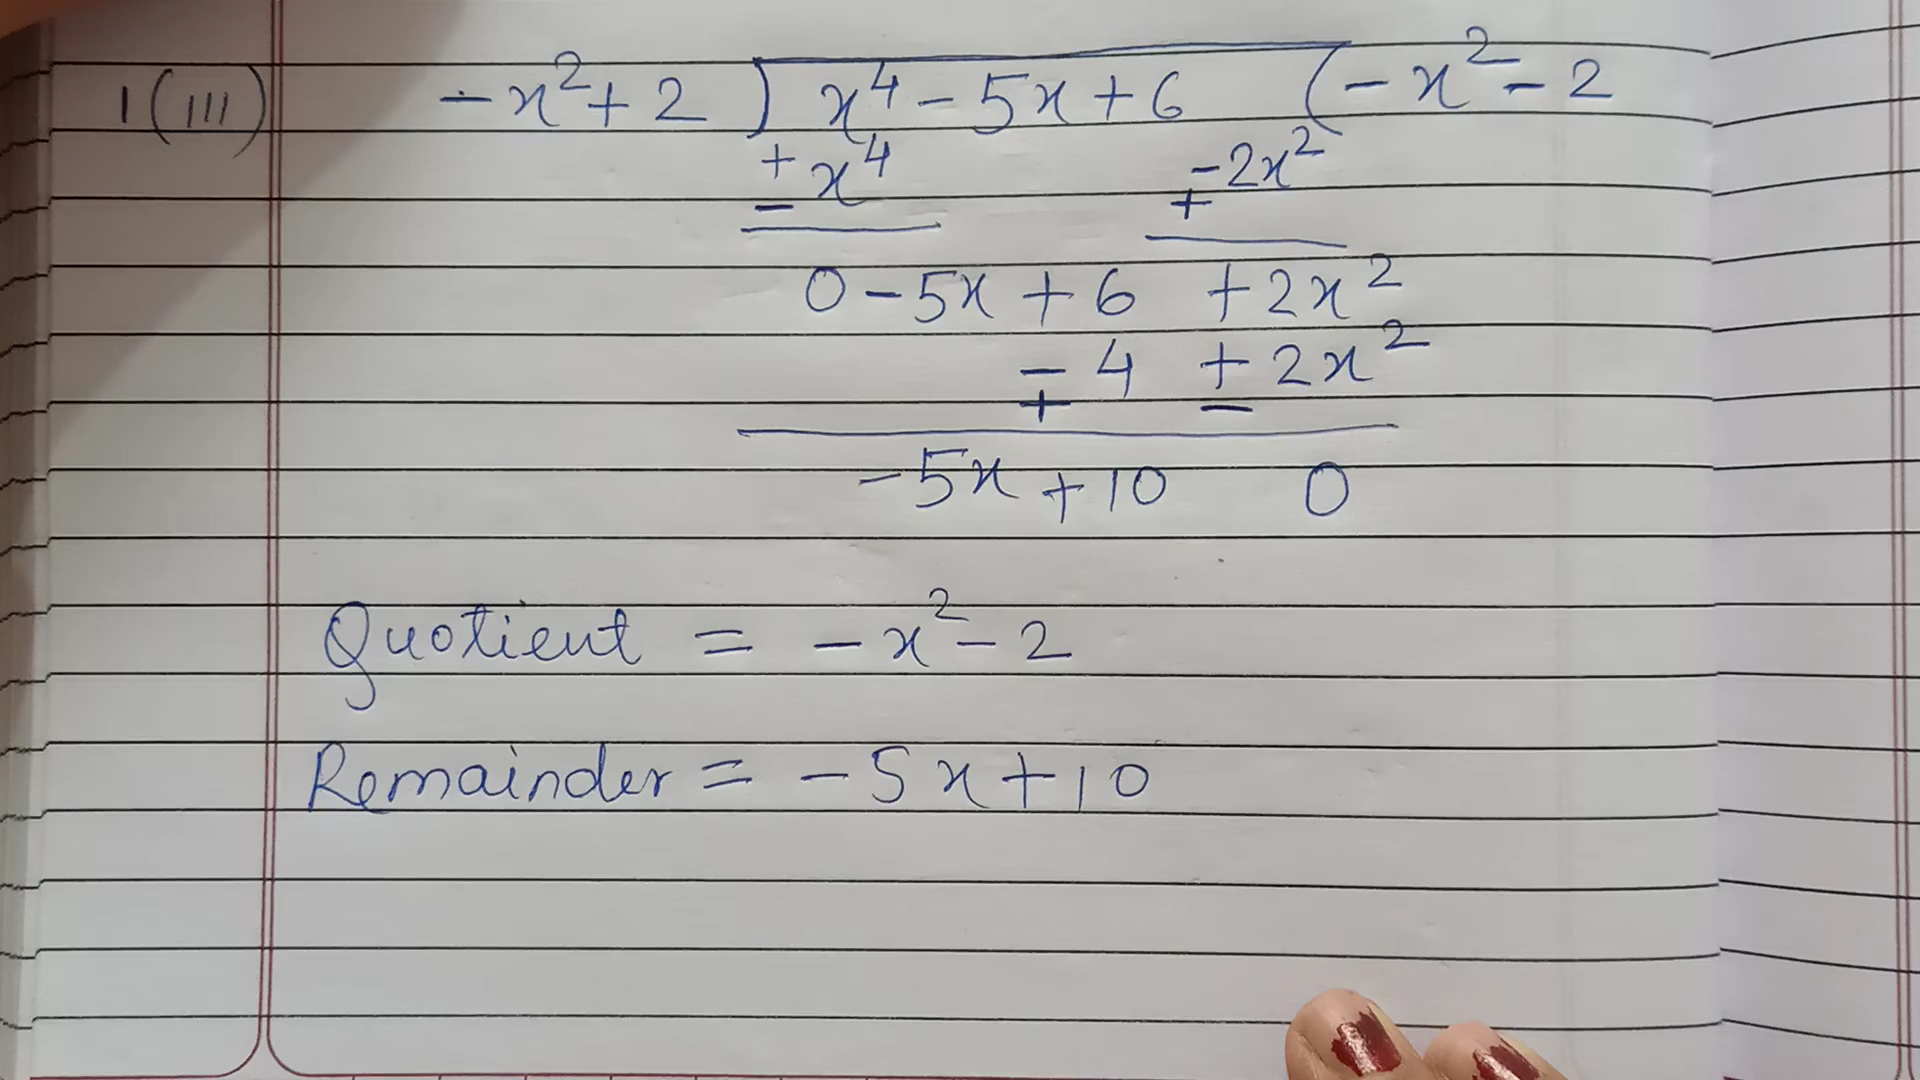 1(111) -x²+2 ) x⁴-5x+6 (-x²-2
+x⁴ -2x²
- +
0-5x+6 +2x²
-4 +2x²
+ -
-5x+10 0
Quotient = -x²-2
Remainder = -5x+10